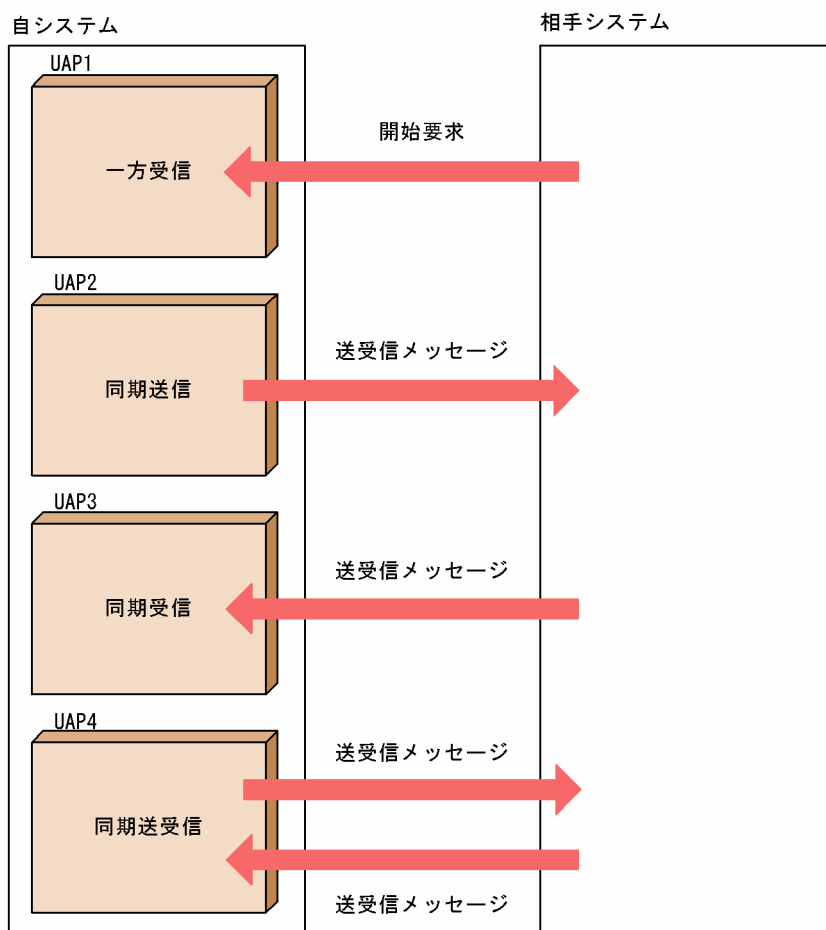 自システム
相手システム
UAP1
開始要求
一方受信
UAP2
送受信メッセージ
同期送信
UAP3
送受信メッセージ
同期受信
UAP4
送受信メッセージ
同期送受信
送受信メッセージ